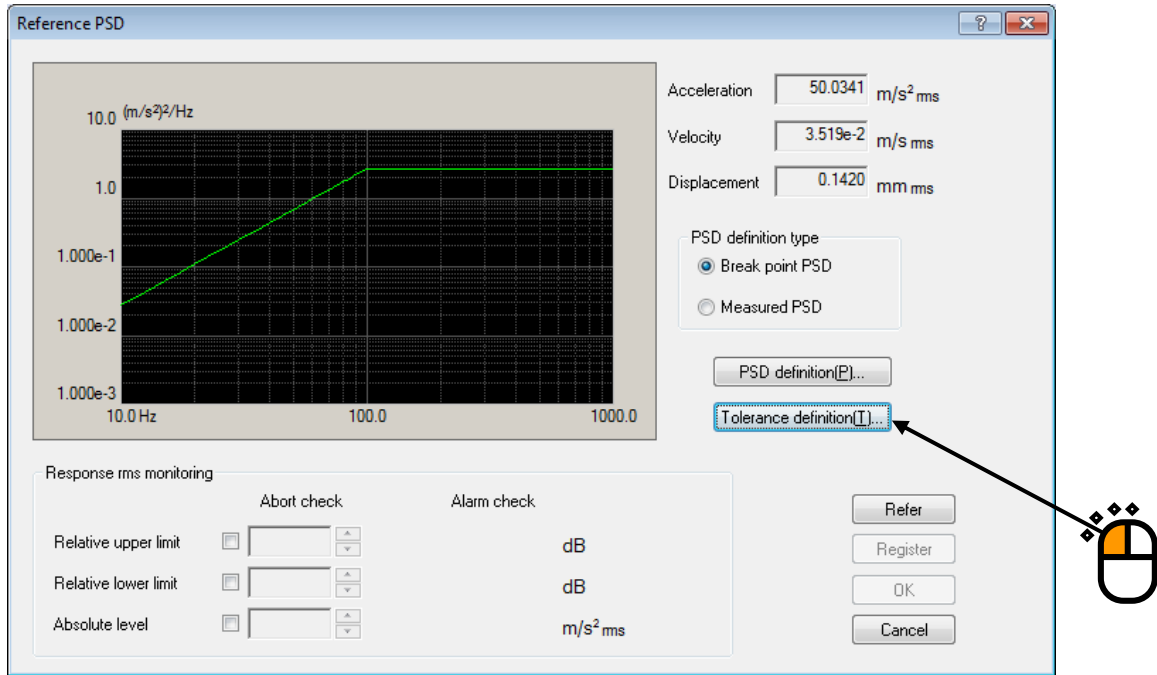 Reference PSD
?
10.0 (m/s²)²/Hz
1.0
1.000e-1
1.000e-2
1.000e-3
10.0 Hz 100.0 1000.0
Acceleration 50.0341 m/s² rms
Velocity 3.519e-2 m/s rms
Displacement 0.1420 mm rms
PSD definition type
Break point PSD
Measured PSD
PSD definition(P)...
Tolerance definition(T)...
Response rms monitoring
Abort check Alarm check
Relative upper limit dB
Relative lower limit dB
Absolute level m/s² rms
Refer
Register
OK
Cancel